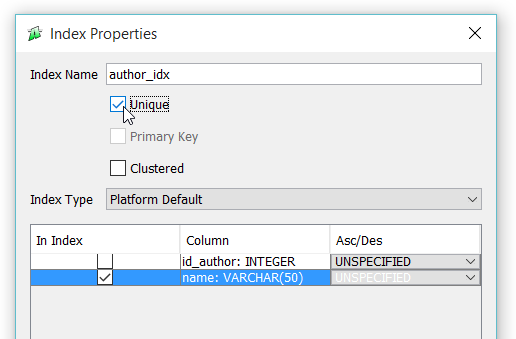 Index Properties
Index Name author_idx
Unique
Primary Key
Clustered
Index Type Platform Default
In Index Column Asc/Des
id_author: INTEGER UNSPECIFIED
name: VARCHAR(50) UNSPECIFIED